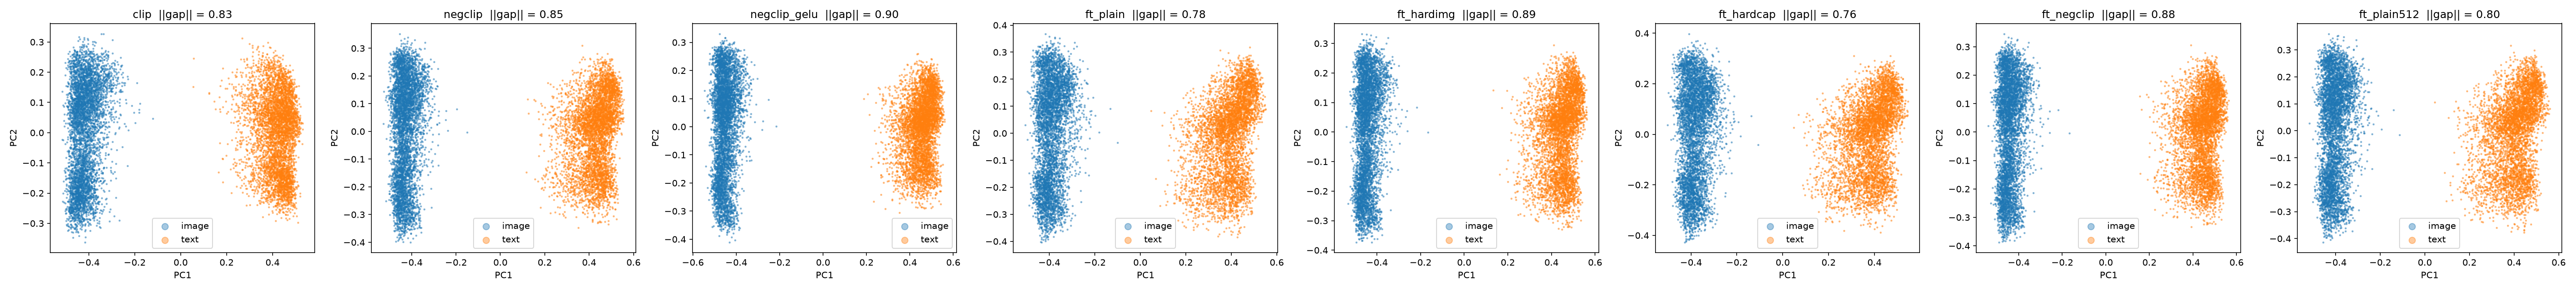 clip ||gap|| = 0.83
0.3
0.2
0.1
0.0
−0.1
−0.2
−0.3
PC2
−0.4
−0.2
0.0
0.2
0.4
PC1
image
text
negclip ||gap|| = 0.85
0.3
0.2
0.1
0.0
−0.1
−0.2
−0.3
−0.4
PC2
−0.4
−0.2
0.0
0.2
0.4
0.6
PC1
image
text
negclip_gelu ||gap|| = 0.90
0.3
0.2
0.1
0.0
−0.1
−0.2
−0.3
−0.4
PC2
−0.6
−0.4
−0.2
0.0
0.2
0.4
0.6
PC1
image
text
ft_plain ||gap|| = 0.78
0.4
0.3
0.2
0.1
0.0
−0.1
−0.2
−0.3
−0.4
PC2
−0.4
−0.2
0.0
0.2
0.4
0.6
PC1
image
text
ft_hardimg ||gap|| = 0.89
0.3
0.2
0.1
0.0
−0.1
−0.2
−0.3
−0.4
PC2
−0.6
−0.4
−0.2
0.0
0.2
0.4
0.6
PC1
image
text
ft_hardcap ||gap|| = 0.76
0.4
0.2
0.0
−0.2
−0.4
PC2
−0.4
−0.2
0.0
0.2
0.4
PC1
image
text
ft_negclip ||gap|| = 0.88
0.3
0.2
0.1
0.0
−0.1
−0.2
−0.3
−0.4
PC2
−0.4
−0.2
0.0
0.2
0.4
0.6
PC1
image
text
ft_plain512 ||gap|| = 0.80
0.3
0.2
0.1
0.0
−0.1
−0.2
−0.3
−0.4
PC2
−0.4
−0.2
0.0
0.2
0.4
0.6
PC1
image
text